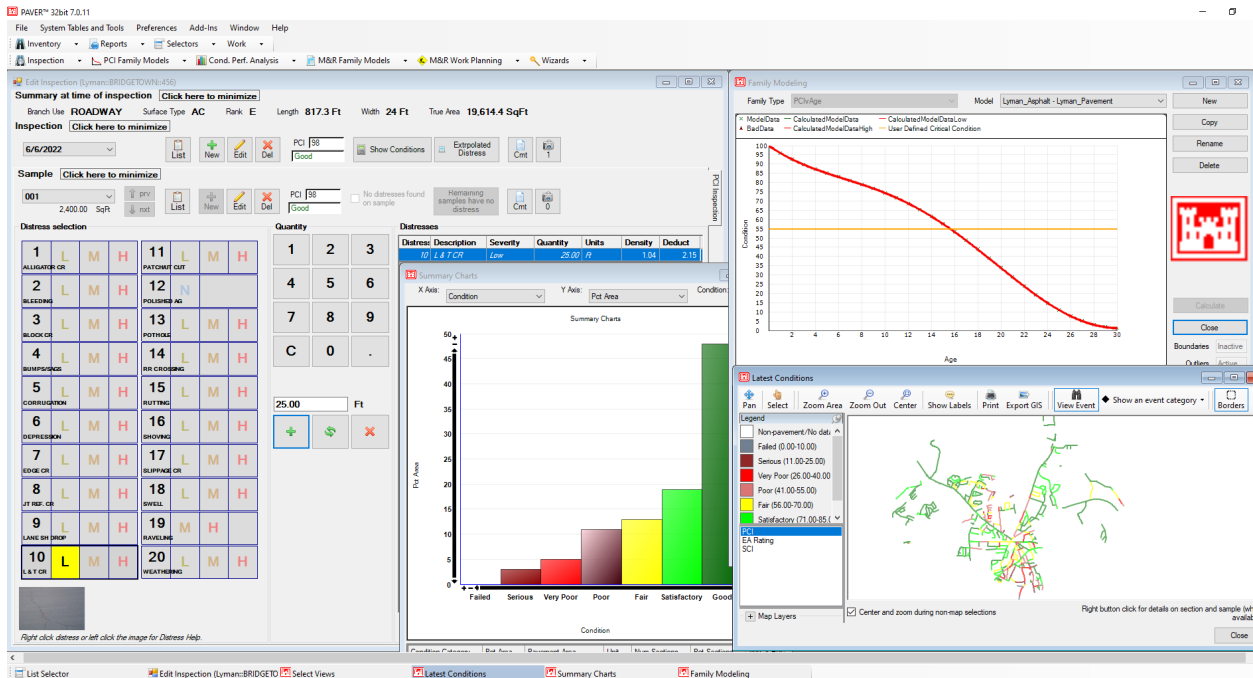 PAVER™ 32bit 7.0.11
File System Tables and Tools Preferences Add-Ins Window Help
Inventory Reports Selectors Work
Inspection PCI Family Models Cond. Perf. Analysis M&R Family Models M&R Work Planning Wizards
Edit Inspection (Lyman::BRIDGETOWN::456)
Summary at time of inspection Click here to minimize
Branch Use ROADWAY Surface Type AC Rank E Length 817.3 Ft Width 24 Ft True Area 19,614.4 SqFt
Inspection Click here to minimize
6/6/2022 List New Edit Del PCI 98 Good Show Conditions Extrpolated Distress Cmt 1
Sample Click here to minimize
001 prv nxt List New Edit Del PCI 98 Good No distresses found on sample Remaining samples have no distress Cmt 0
2,400.00 SqFt
PCI Inspection
Distress selection
1 L M H 11 L M H
ALLIGATOR CR PATCH/UT CUT
2 L M H 12 N
BLEEDING POLISHED AG
3 L M H 13 L M H
BLOCK CR POTHOLE
4 L M H 14 L M H
BUMPS/SAGS RR CROSSING
5 L M H 15 L M H
CORRUGATION RUTTING
6 L M H 16 L M H
DEPRESSION SHOVING
7 L M H 17 L M H
EDGE CR SLIPPAGE CR
8 L M H 18 L M H
JT REF. CR SWELL
9 L M H 19 M H
LANE SH DROP RAVELING
10 L M H 20 L M H
L & T CR WEATHERING
Right click distress or left click the image for Distress Help.
Quantity
1 2 3
4 5 6
7 8 9
C 0 .
25.00 Ft
Distresses
Distress Description Severity Quantity Units Density Deduct
10 L & T CR Low 25.00 Ft 1.04 2.15
Summary Charts
X Axis: Condition Y Axis: Pct Area Condition:
Summary Charts
50
45
40
35
30
25
20
15
10
5
0
Pct Area
Failed Serious Very Poor Poor Fair Satisfactory Good
Condition
Condition Category Pct Area Pavement Area Unit Num Sections Pct Sections
Family Modeling
Family Type PCIvAge Model Lyman_Asphalt - Lyman_Pavement
New
Copy
Rename
Delete
Calculate
Close
Boundaries Inactive
Outliers Active
ModelData CalculatedModelData CalculatedModelDataLow
BadData CalculatedModelDataHigh User Defined Critical Condition
100
95
90
85
80
75
70
65
60
55
50
45
40
35
30
25
20
15
10
5
0
Condition
2 4 6 8 10 12 14 16 18 20 22 24 26 28 30
Age
Latest Conditions
Pan Select Zoom Area Zoom Out Center Show Labels Print Export GIS View Event Show an event category Borders
Legend
Non-pavement/No data
Failed (0.00-10.00)
Serious (11.00-25.00)
Very Poor (26.00-40.00
Poor (41.00-55.00)
Fair (56.00-70.00)
Satisfactory (71.00-85.(
PCI
EA Rating
SCI
Map Layers
Center and zoom during non-map selections
Right button click for details on section and sample (wh
availab
Close
List Selector Edit Inspection (Lyman::BRIDGETO Select Views Latest Conditions Summary Charts Family Modeling